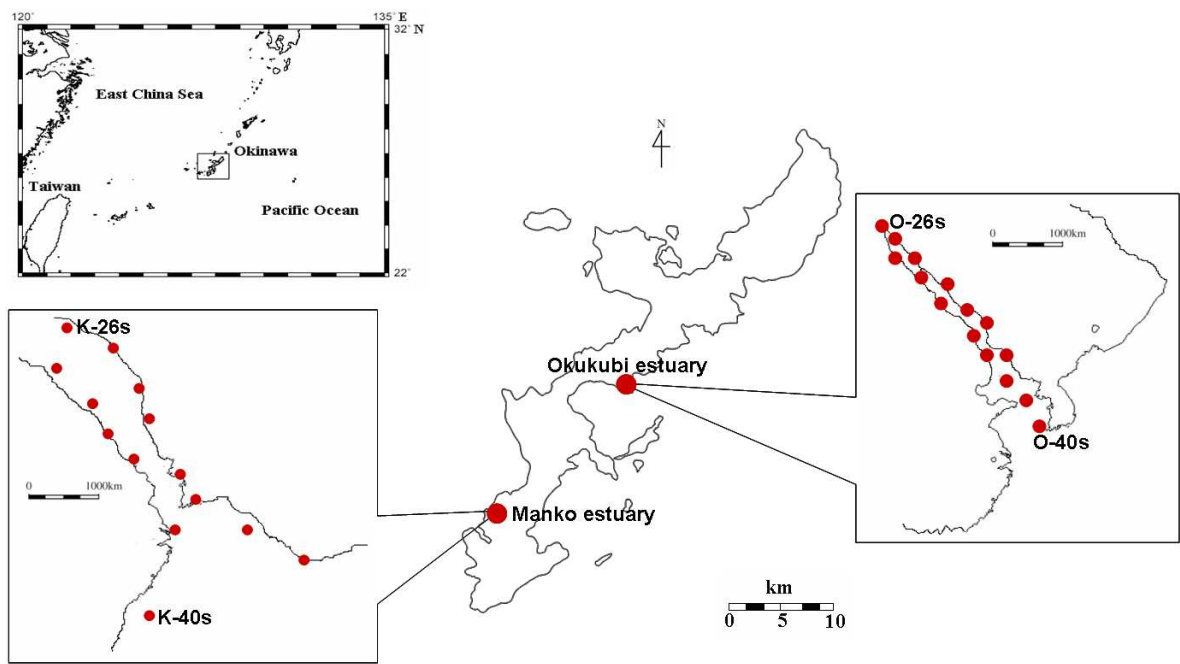 120° 135° E
32° N
East China Sea
Okinawa
Taiwan
Pacific Ocean
22°
N
O-26s
0 1000km
O-40s
Okukubi estuary
K-26s
0 1000km
K-40s
Manko estuary
km
0 5 10